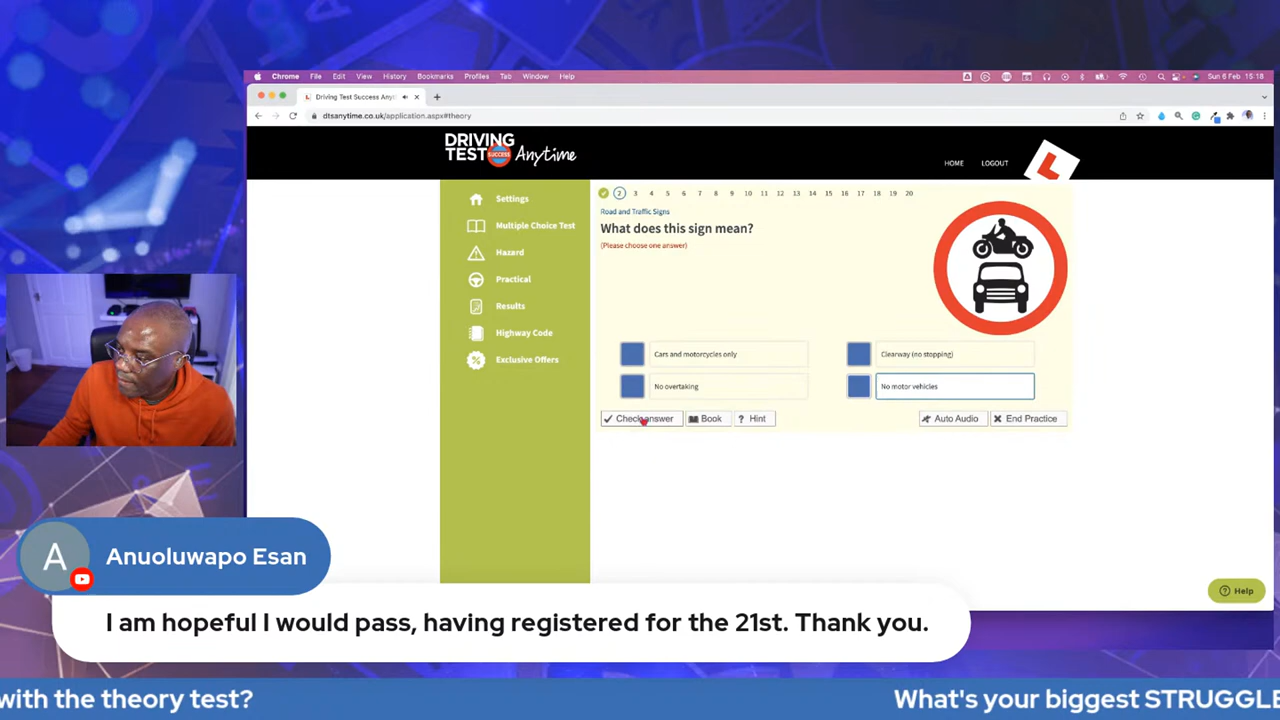 Chrome File Edit View History Bookmarks Profiles Tab Window Help
Sun 6 Feb 15:18
Driving Test Success Any
dtsanytime.co.uk/application.aspx#theory
DRIVING
TEST SUCCESS Anytime
HOME LOGOUT
L
Settings
Multiple Choice Test
Hazard
Practical
Results
Highway Code
Exclusive Offers
2 3 4 5 6 7 8 9 10 11 12 13 14 15 16 17 18 19 20
Road and Traffic Signs
What does this sign mean?
(Please choose one answer)
Cars and motorcycles only
Clearway (no stopping)
No overtaking
No motor vehicles
Check answer
Book
? Hint
Auto Audio
End Practice
? Help
A
Anuoluwapo Esan
I am hopeful I would pass, having registered for the 21st. Thank you.
with the theory test?
What's your biggest STRUGGLE